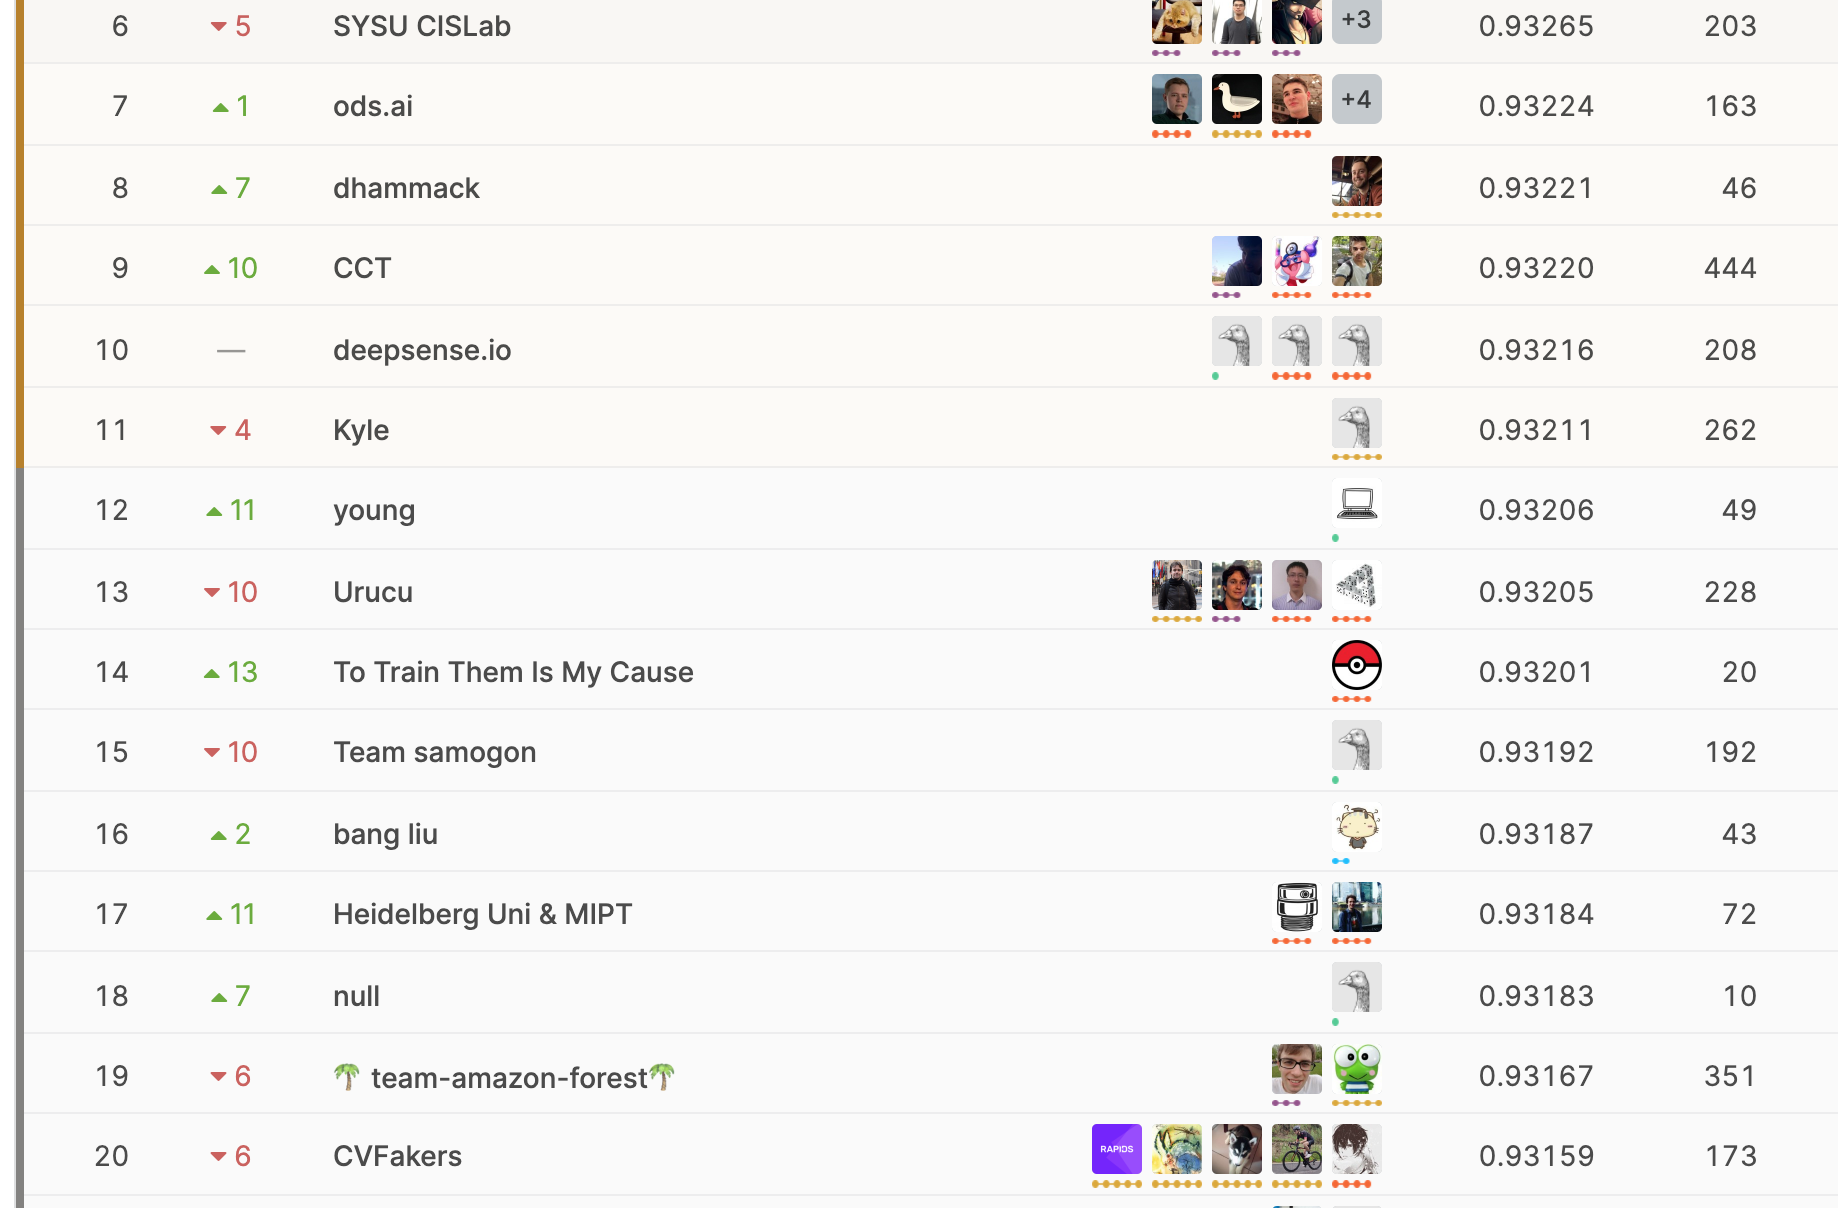 6 5 SYSU CISLab +3 0.93265 203
7 1 ods.ai +4 0.93224 163
8 7 dhammack 0.93221 46
9 10 CCT 0.93220 444
10 — deepsense.io 0.93216 208
11 4 Kyle 0.93211 262
12 11 young 0.93206 49
13 10 Urucu 0.93205 228
14 13 To Train Them Is My Cause 0.93201 20
15 10 Team samogon 0.93192 192
16 2 bang liu 0.93187 43
17 11 Heidelberg Uni & MIPT 0.93184 72
18 7 null 0.93183 10
19 6 🌴 team-amazon-forest🌴 0.93167 351
20 6 CVFakers RAPIDS 0.93159 173